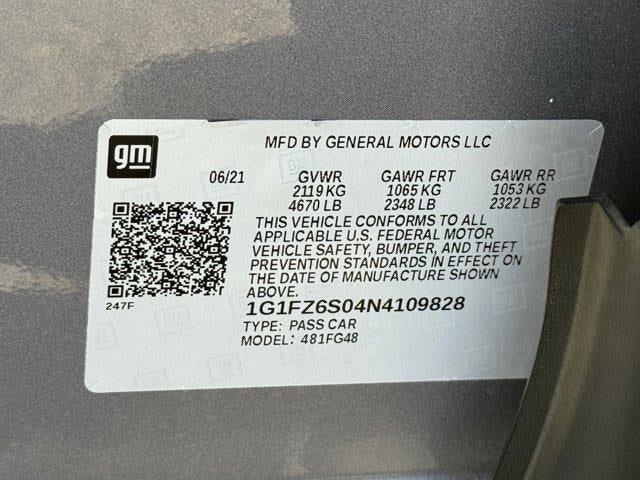 gm
MFD BY GENERAL MOTORS LLC
06/21 GVWR GAWR FRT GAWR RR
2119 KG 1065 KG 1053 KG
4670 LB 2348 LB 2322 LB
THIS VEHICLE CONFORMS TO ALL
APPLICABLE U.S. FEDERAL MOTOR
VEHICLE SAFETY, BUMPER, AND THEFT
PREVENTION STANDARDS IN EFFECT ON
THE DATE OF MANUFACTURE SHOWN
ABOVE.
247F
1G1FZ6S04N4109828
TYPE: PASS CAR
MODEL: 481FG48